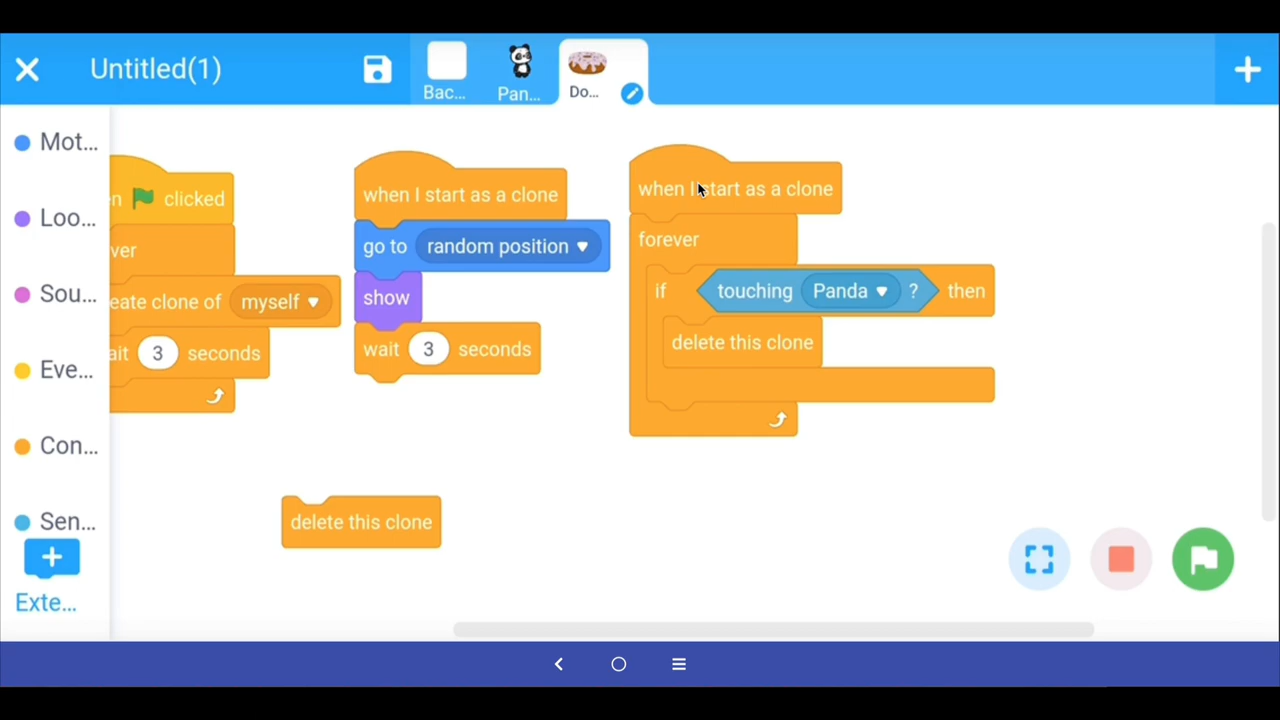 Untitled(1)
Bac...
Pan...
Do...
Mot...
Loo...
Sou...
Eve...
Con...
Sen...
Exte...
n clicked
ver
eate clone of myself
ait 3 seconds
when I start as a clone
go to random position
show
wait 3 seconds
delete this clone
when I start as a clone
forever
if touching Panda ? then
delete this clone